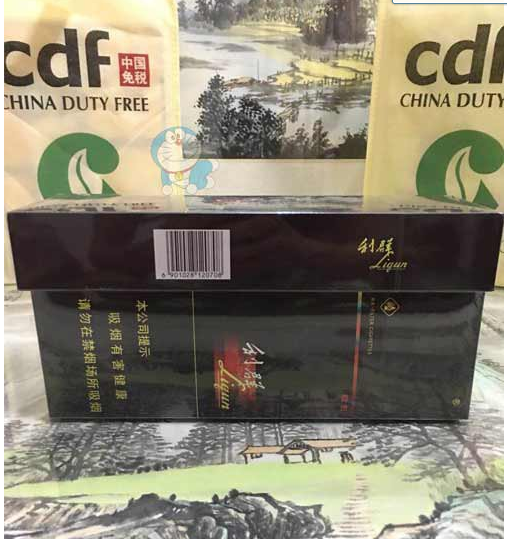 cdf
中国
免税
CHINA DUTY FREE
cdf
CHINA DUTY
6 901028 120708
利群
Liqun
本公司提示
吸烟有害健康
请勿在禁烟场所吸烟
利群
Liqun